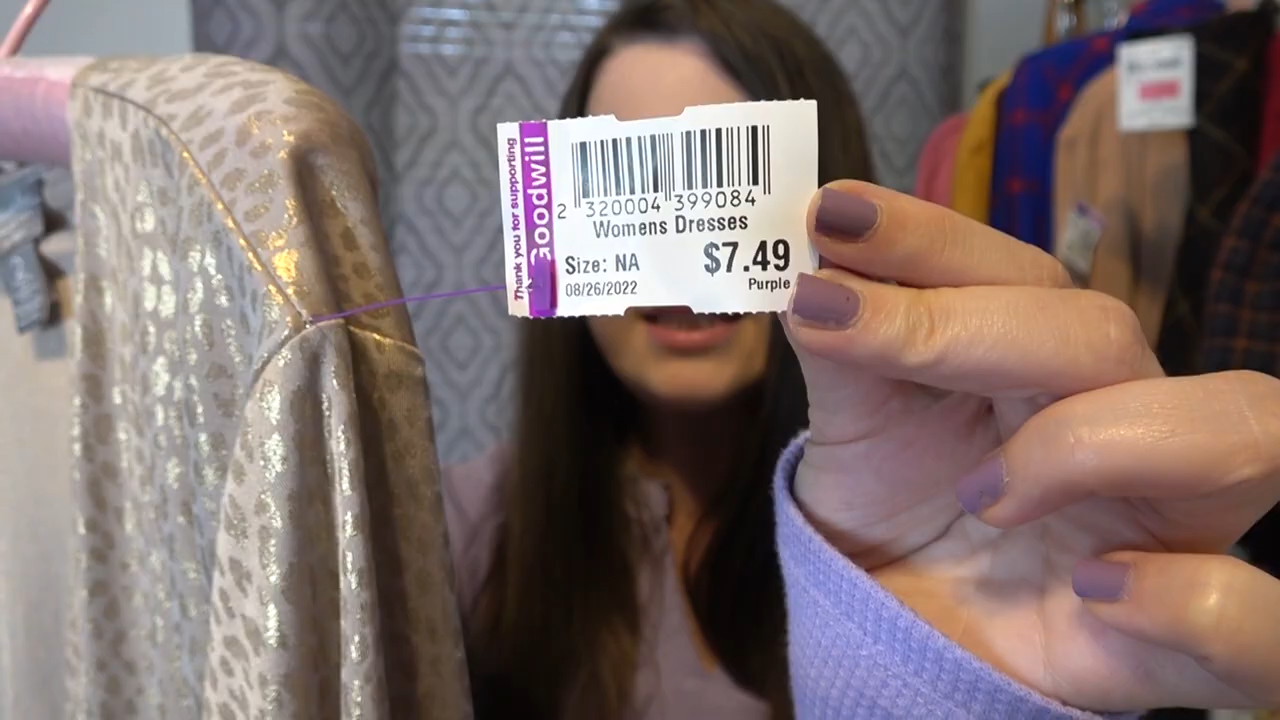 Thank you for supporting
Goodwill
2 320004 399084
Womens Dresses
Size: NA
$7.49
08/26/2022
Purple